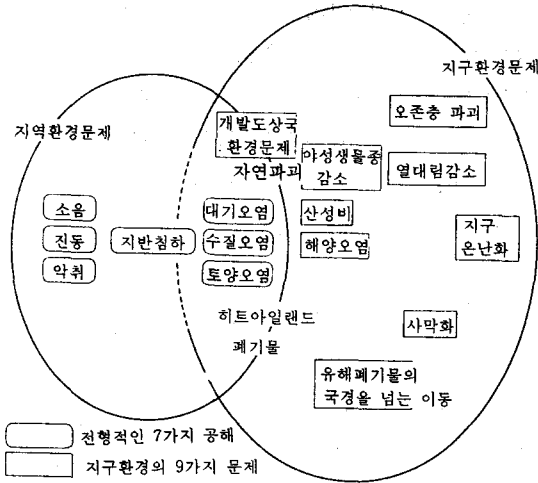 지구환경문제
지역환경문제
개발도상국
환경문제
자연파괴
오존층 파괴
야성생물종
감소
열대림감소
소음
진동
악취
지반침하
대기오염
수질오염
토양오염
산성비
해양오염
지구
온난화
히트아일랜드
폐기물
사막화
유해폐기물의
국경을 넘는 이동
전형적인 7가지 공해
지구환경의 9가지 문제